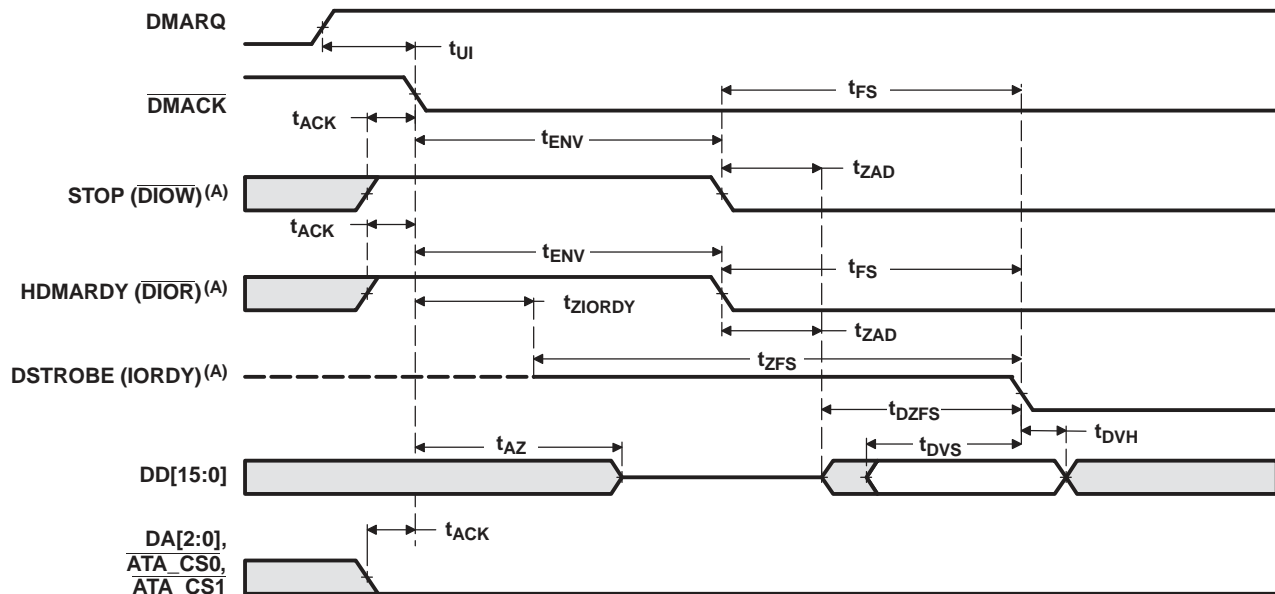 DMARQ
tUI
DMACK
tFS
tACK
tENV
tZAD
STOP (DIOW)(A)
tACK
tENV
tFS
HDMARDY (DIOR)(A)
tZIORDY
tZAD
tZFS
DSTROBE (IORDY)(A)
tDZFS
tAZ
tDVS
tDVH
DD[15:0]
tACK
DA[2:0],
ATA_CS0,
ATA_CS1